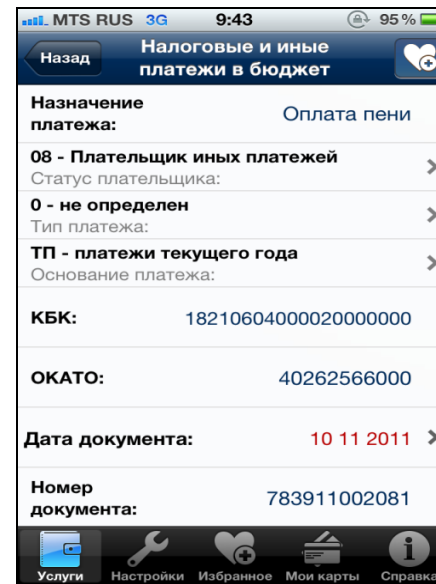 MTS RUS 3G 9:43 95 %
Назад
Налоговые и иные
платежи в бюджет
Назначение
платежа:
Оплата пени
08 - Плательщик иных платежей
Статус плательщика:
0 - не определен
Тип платежа:
ТП - платежи текущего года
Основание платежа:
КБК: 18210604000020000000
ОКАТО: 40262566000
Дата документа: 10 11 2011
Номер
документа:
783911002081
Услуги Настройки Избранное Мои карты Справка